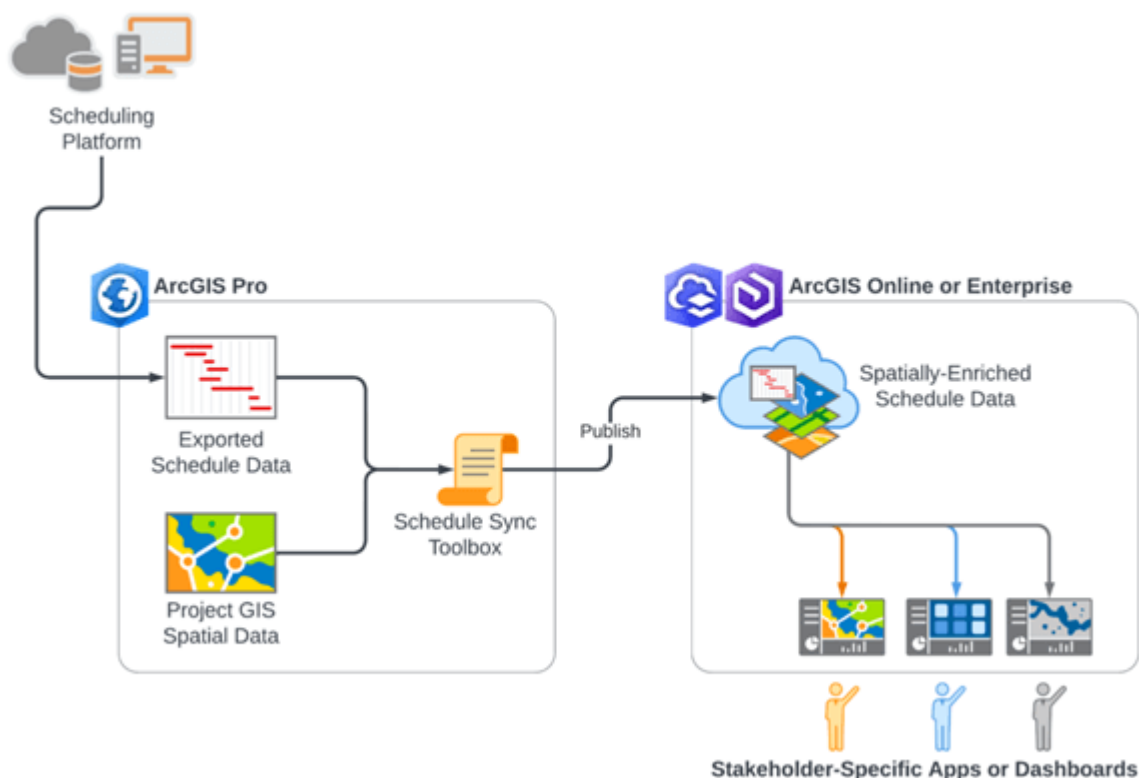 Scheduling
Platform
ArcGIS Pro
Exported
Schedule Data
Project GIS
Spatial Data
Schedule Sync
Toolbox
Publish
ArcGIS Online or Enterprise
Spatially-Enriched
Schedule Data
Stakeholder-Specific Apps or Dashboards